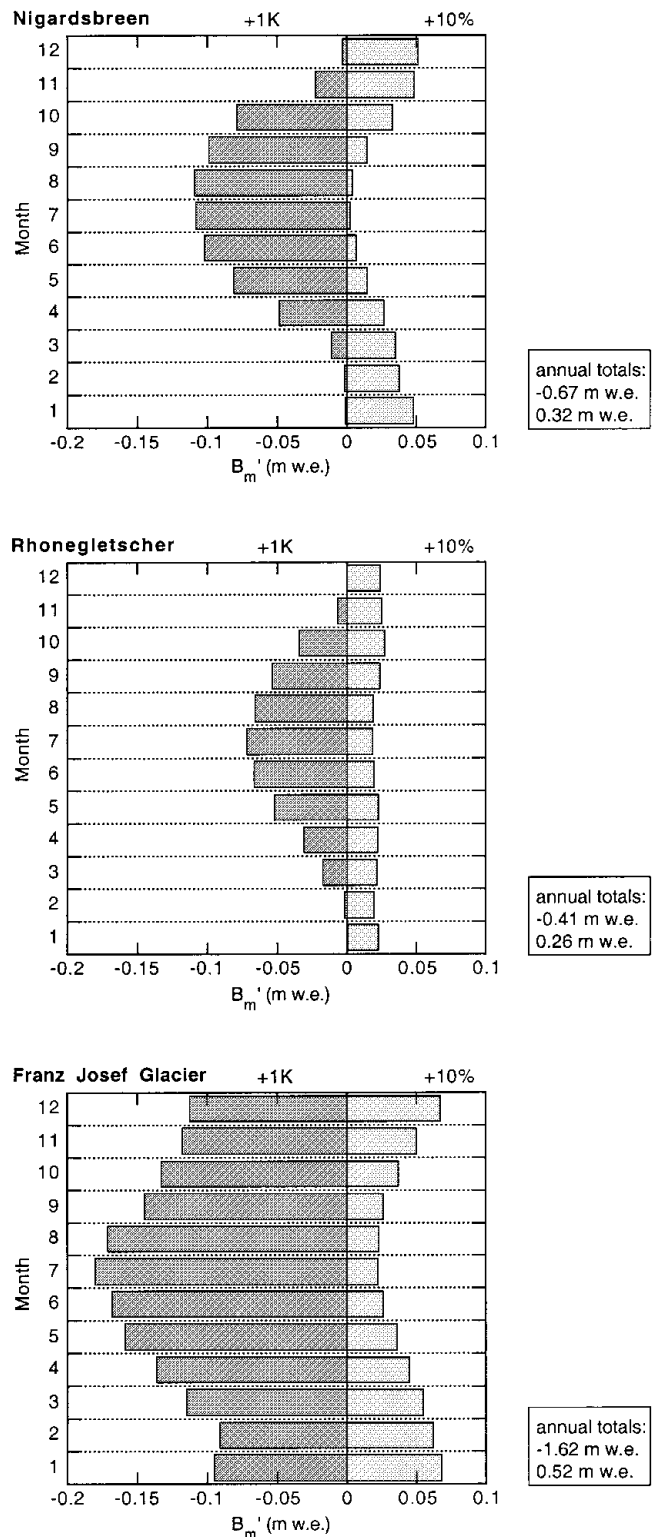 Nigardsbreen +1K +10%
12
11
10
9
8
7
6
5
4
3
2
1
Month
-0.2 -0.15 -0.1 -0.05 0 0.05 0.1
Bm' (m w.e.)
annual totals:
-0.67 m w.e.
0.32 m w.e.
Rhonegletscher +1K +10%
12
11
10
9
8
7
6
5
4
3
2
1
Month
-0.2 -0.15 -0.1 -0.05 0 0.05 0.1
Bm' (m w.e.)
annual totals:
-0.41 m w.e.
0.26 m w.e.
Franz Josef Glacier +1K +10%
12
11
10
9
8
7
6
5
4
3
2
1
Month
-0.2 -0.15 -0.1 -0.05 0 0.05 0.1
Bm' (m w.e.)
annual totals:
-1.62 m w.e.
0.52 m w.e.